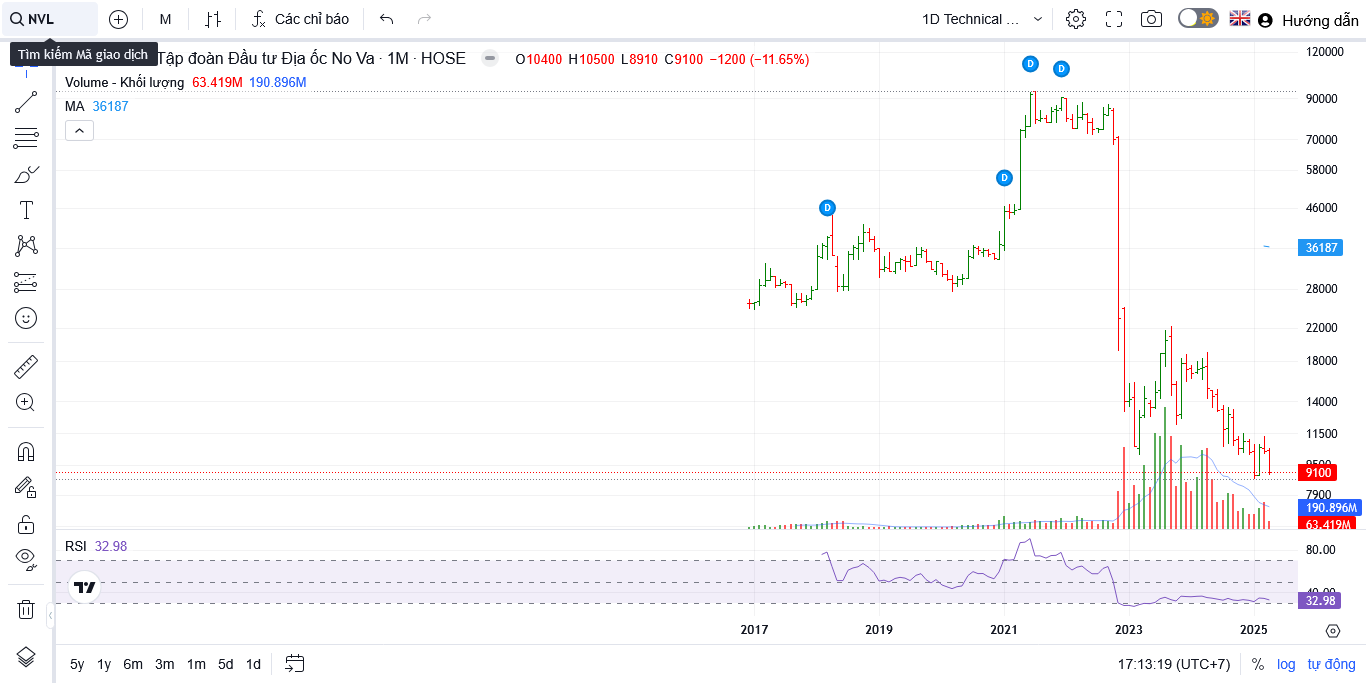 NVL M Các chỉ báo 1D Technical ... Hướng dẫn
Tìm kiếm Mã giao dịch
Tập đoàn Đầu tư Địa ốc No Va · 1M · HOSE O10400 H10500 L8910 C9100 −1200 (−11.65%)
Volume - Khối lượng 63.419M 190.896M
MA 36187
D D
D
D
120000
90000
70000
58000
46000
36187
28000
22000
18000
14000
11500
9100
7900
190.896M
63.419M
RSI 32.98
80.00
40.00
32.98
2017 2019 2021 2023 2025
5y 1y 6m 3m 1m 5d 1d 17:13:19 (UTC+7) % log tự động